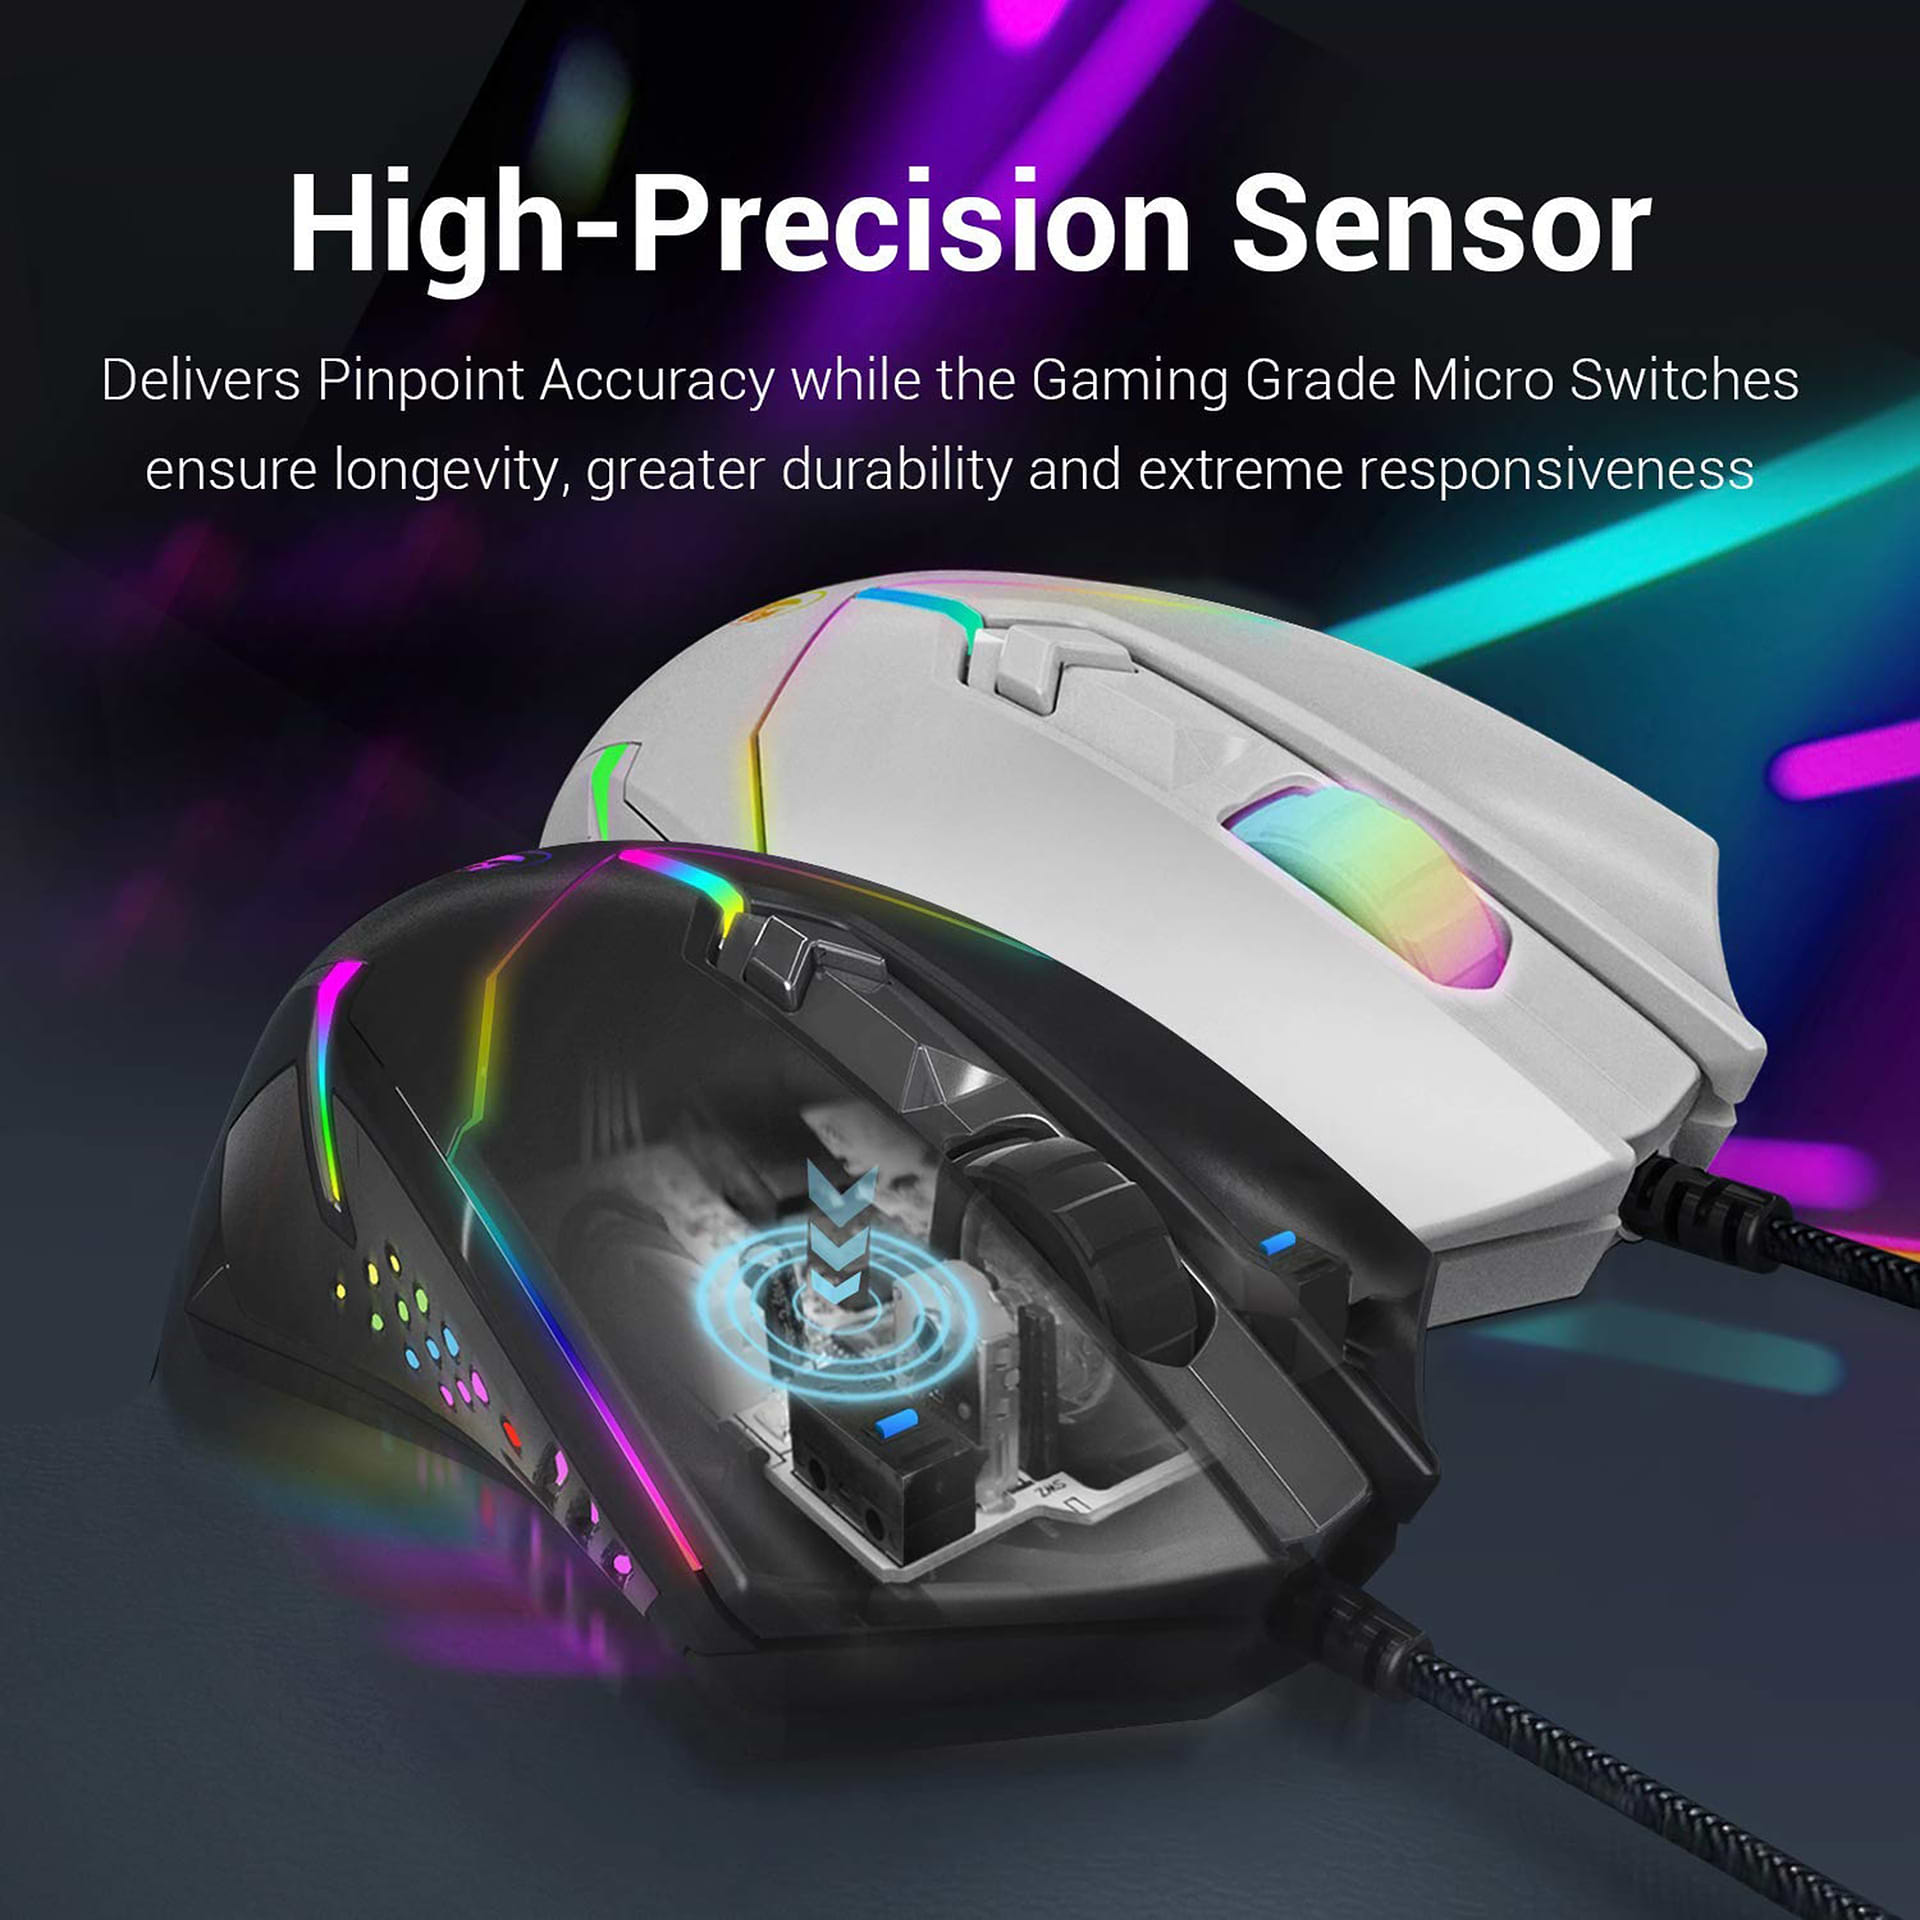 High-Precision Sensor
Delivers Pinpoint Accuracy while the Gaming Grade Micro Switches
ensure longevity, greater durability and extreme responsiveness
SW2